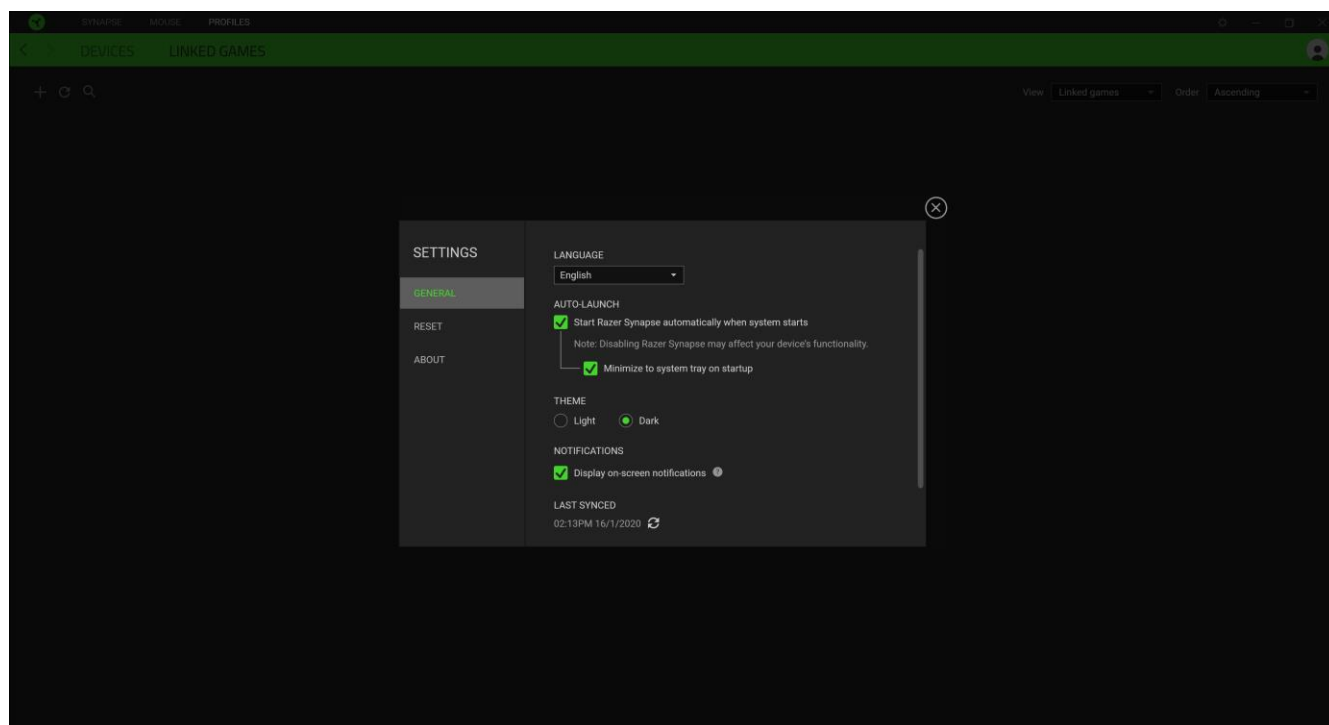 SYNAPSE MOUSE PROFILES
DEVICES LINKED GAMES
View Linked games Order Ascending
SETTINGS
GENERAL
RESET
ABOUT
LANGUAGE
English
AUTO-LAUNCH
Start Razer Synapse automatically when system starts
Note: Disabling Razer Synapse may affect your device's functionality.
Minimize to system tray on startup
THEME
Light Dark
NOTIFICATIONS
Display on-screen notifications
LAST SYNCED
02:13PM 16/1/2020